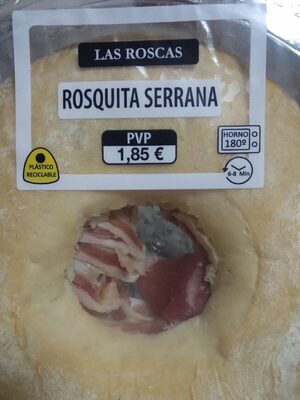 LAS ROSCAS
ROSQUITA SERRANA
PVP
1,85 €
HORNO
180º
6-8 Min
PLÁSTICO
RECICLABLE